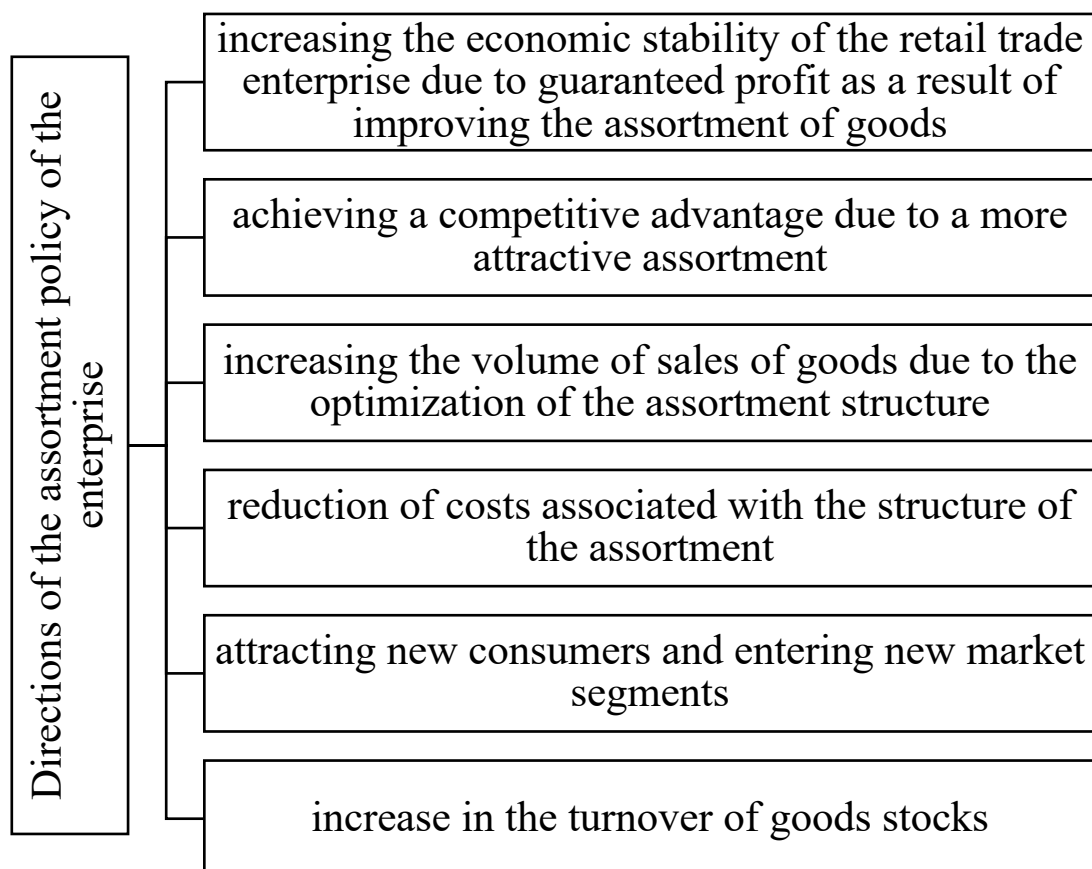 Directions of the assortment policy of the
enterprise
increasing the economic stability of the retail trade
enterprise due to guaranteed profit as a result of
improving the assortment of goods
achieving a competitive advantage due to a more
attractive assortment
increasing the volume of sales of goods due to the
optimization of the assortment structure
reduction of costs associated with the structure of
the assortment
attracting new consumers and entering new market
segments
increase in the turnover of goods stocks